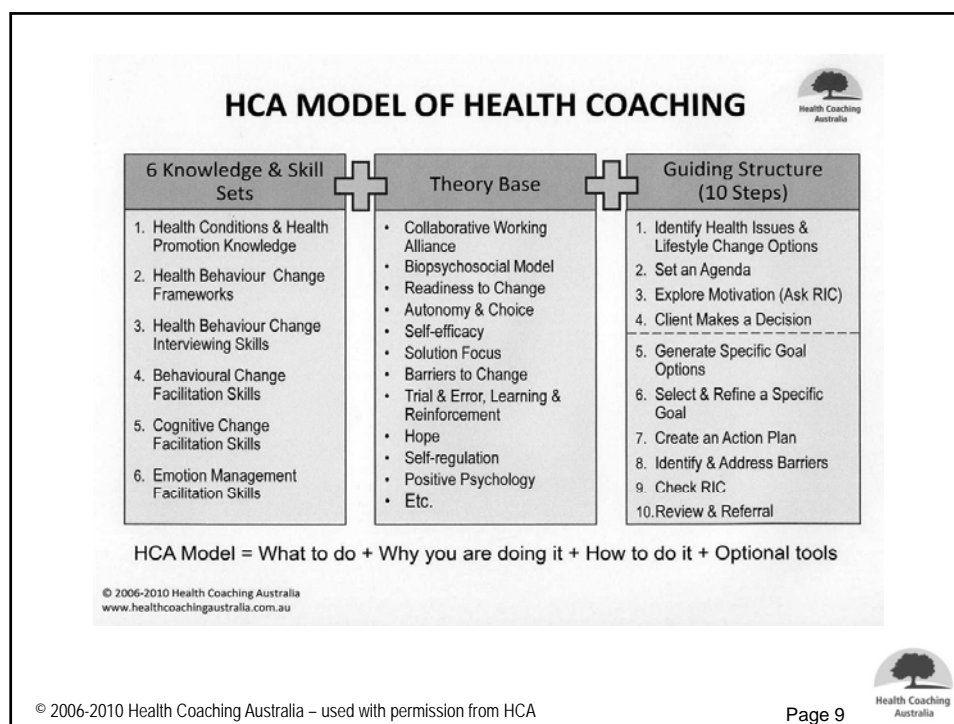 HCA MODEL OF HEALTH COACHING
Health Coaching
Australia
6 Knowledge & Skill
Sets
1. Health Conditions & Health
Promotion Knowledge
2. Health Behaviour Change
Frameworks
3. Health Behaviour Change
Interviewing Skills
4. Behavioural Change
Facilitation Skills
5. Cognitive Change
Facilitation Skills
6. Emotion Management
Facilitation Skills
Theory Base
• Collaborative Working
Alliance
• Biopsychosocial Model
• Readiness to Change
• Autonomy & Choice
• Self-efficacy
• Solution Focus
• Barriers to Change
• Trial & Error, Learning &
Reinforcement
• Hope
• Self-regulation
• Positive Psychology
• Etc.
Guiding Structure
(10 Steps)
1. Identify Health Issues &
Lifestyle Change Options
2. Set an Agenda
3. Explore Motivation (Ask RIC)
4. Client Makes a Decision
5. Generate Specific Goal
Options
6. Select & Refine a Specific
Goal
7. Create an Action Plan
8. Identify & Address Barriers
9. Check RIC
10.Review & Referral
HCA Model = What to do + Why you are doing it + How to do it + Optional tools
© 2006-2010 Health Coaching Australia
www.healthcoachingaustralia.com.au
© 2006-2010 Health Coaching Australia – used with permission from HCA
Page 9
Health Coaching
Australia